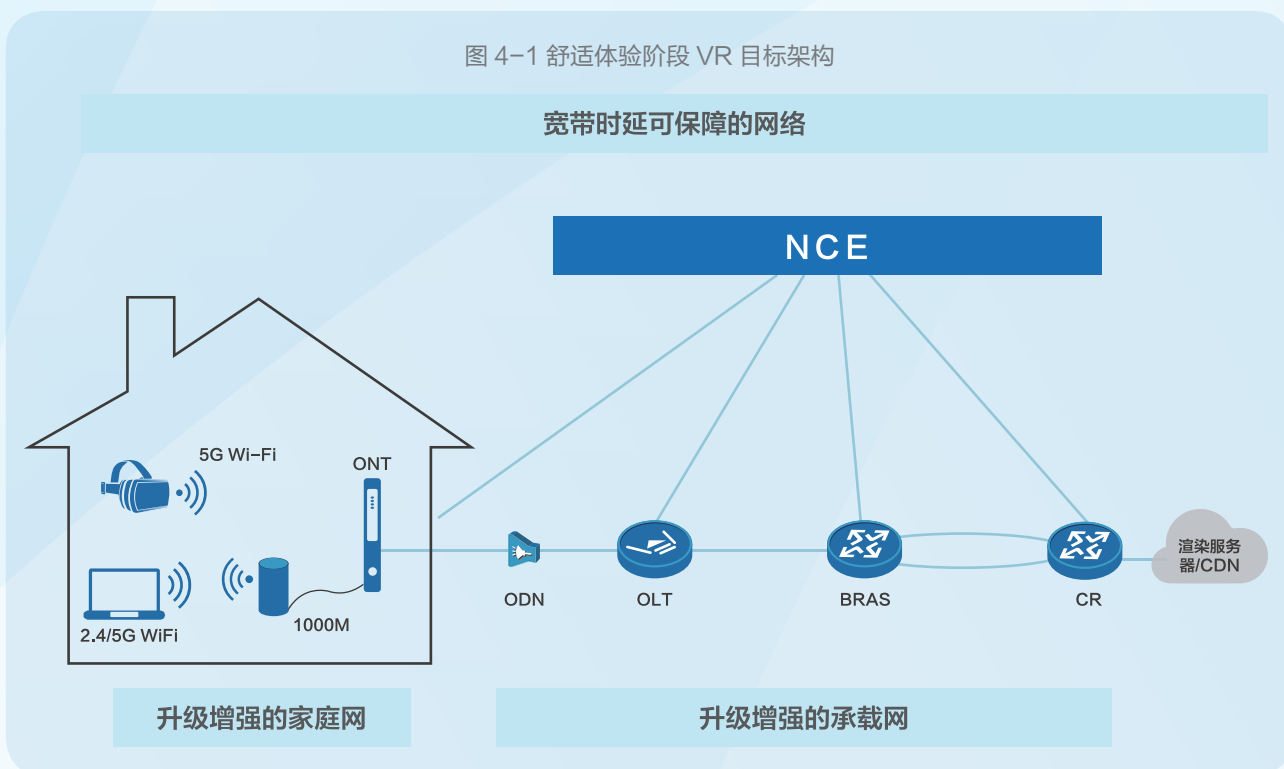 图 4-1 舒适体验阶段 VR 目标架构
宽带时延可保障的网络
NCE
5G Wi-Fi
ONT
2.4/5G WiFi
1000M
ODN
OLT
BRAS
CR
渲染服务
器/CDN
升级增强的家庭网
升级增强的承载网